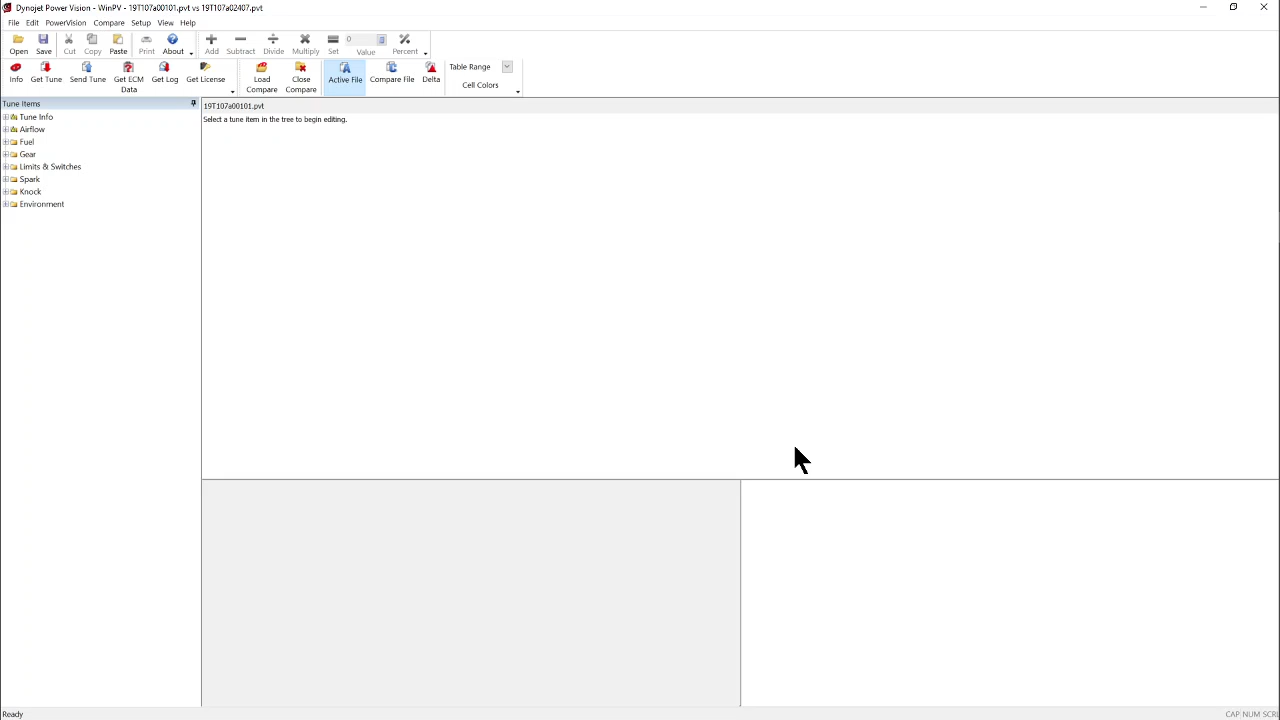 Dynojet Power Vision - WinPV - 19T107a00101.pvt vs 19T107a02407.pvt
File Edit PowerVision Compare Setup View Help
Open Save Cut Copy Paste Print About Add Subtract Divide Multiply Set 0 Value Percent
Info Get Tune Send Tune Get ECM Data Get Log Get License Load Compare Close Compare Active File Compare File Delta Table Range Cell Colors
Tune Items
19T107a00101.pvt
Tune Info
Select a tune item in the tree to begin editing.
Airflow
Fuel
Gear
Limits & Switches
Spark
Knock
Environment
Ready CAP NUM SCRL